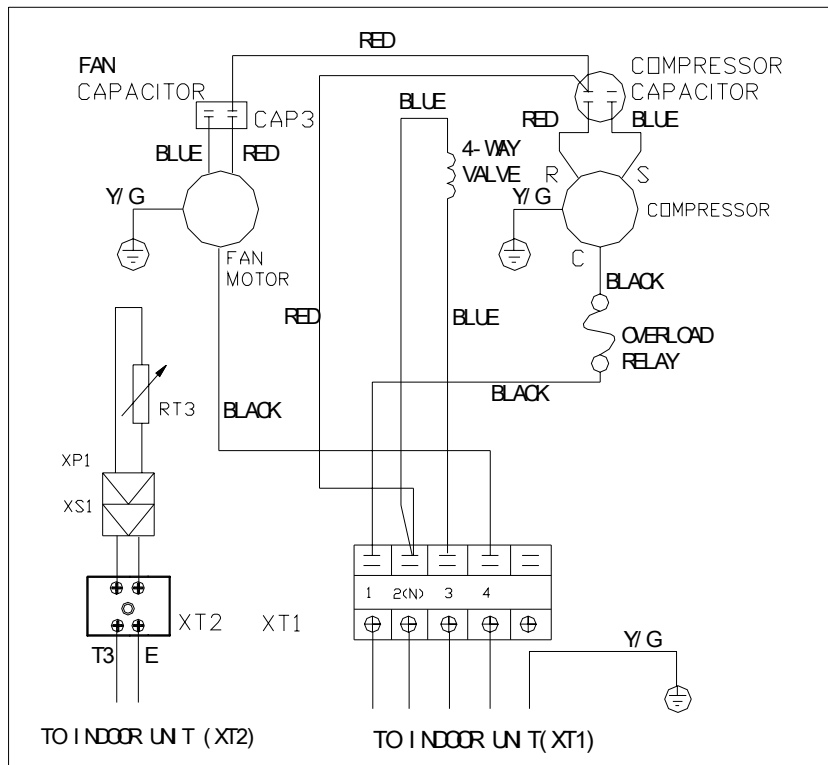 RED
FAN
CAPACITOR
COMPRESSOR
CAPACITOR
CAP3
BLUE
RED
BLUE
BLUE
RED
4-WAY
VALVE
R
S
Y/G
Y/G
COMPRESSOR
C
FAN
MOTOR
BLACK
RED
BLUE
OVERLOAD
RELAY
RT3
BLACK
BLACK
XP1
XS1
1
2(N)
3
4
XT2
XT1
T3
E
Y/G
TO INDOOR UNIT (XT2)
TO INDOOR UNIT(XT1)